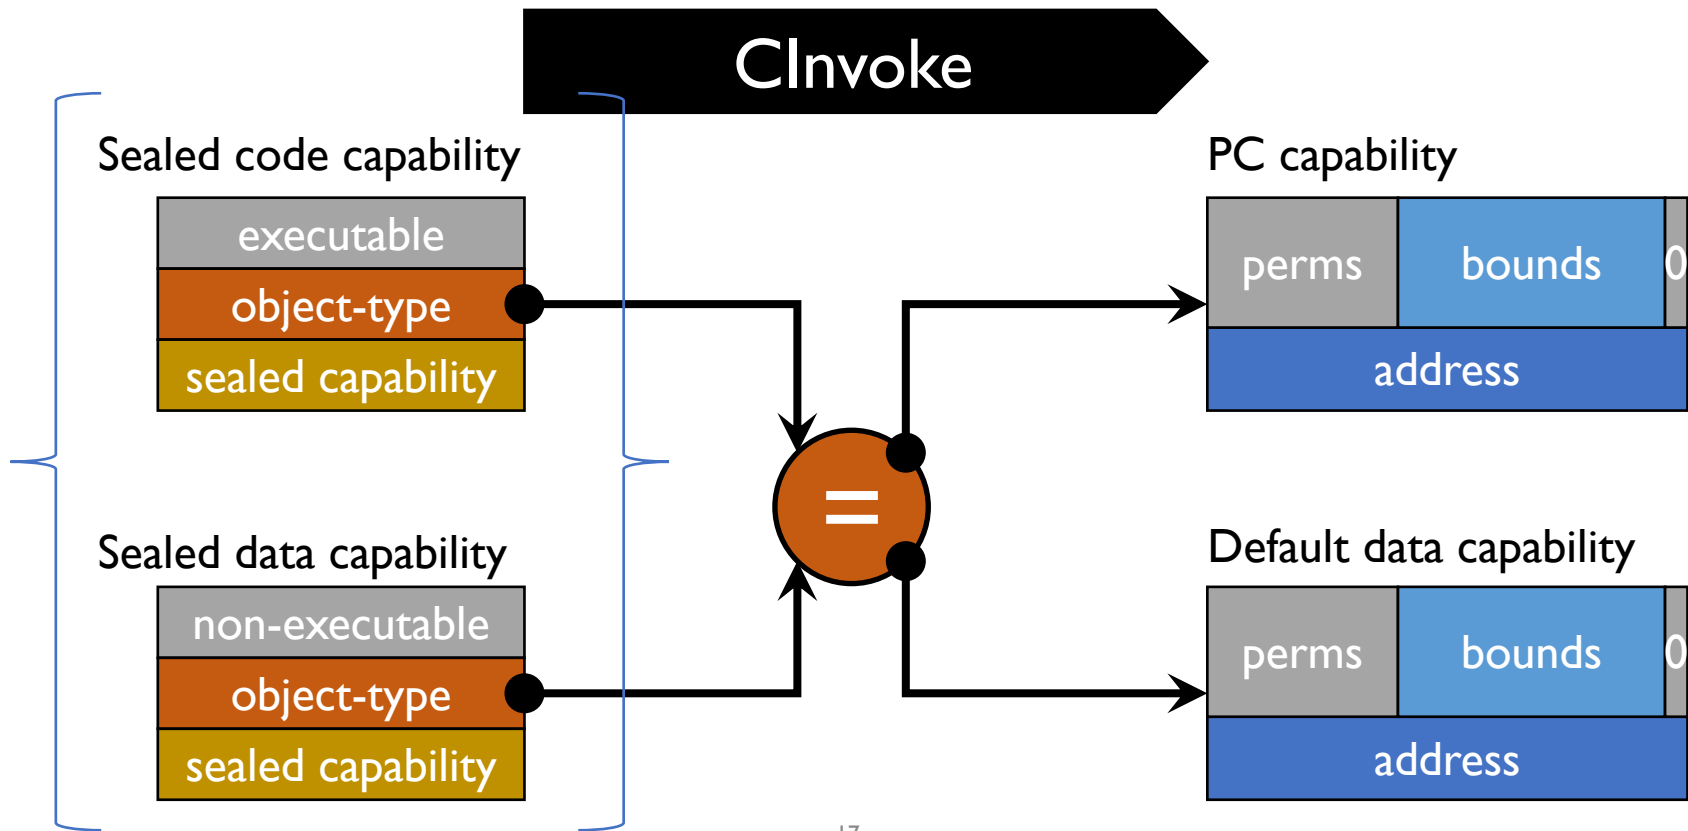 CInvoke
Sealed code capability
executable
object-type
sealed capability
PC capability
perms
bounds
0
address
=
Sealed data capability
non-executable
object-type
sealed capability
Default data capability
perms
bounds
0
address
17